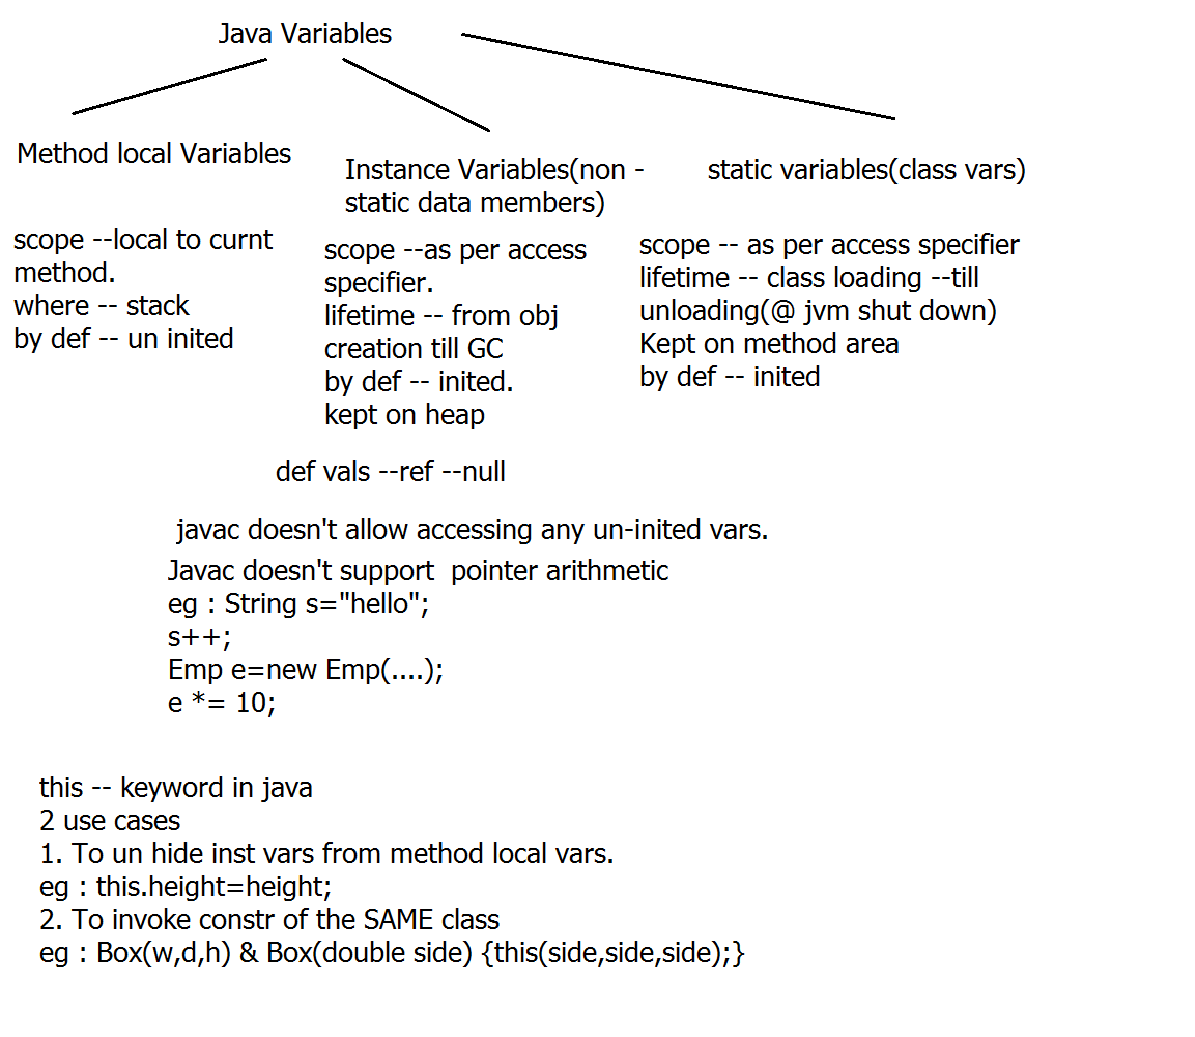 Java Variables
Method local Variables
scope --local to curnt
method.
where -- stack
by def -- un inited
Instance Variables(non -
static data members)
scope --as per access
specifier.
lifetime -- from obj
creation till GC
by def -- inited.
kept on heap
static variables(class vars)
scope -- as per access specifier
lifetime -- class loading --till
unloading(@ jvm shut down)
Kept on method area
by def -- inited
def vals --ref --null
javac doesn't allow accessing any un-inited vars.
Javac doesn't support  pointer arithmetic
eg : String s="hello";
s++;
Emp e=new Emp(....);
e *= 10;
this -- keyword in java
2 use cases
1. To un hide inst vars from method local vars.
eg : this.height=height;
2. To invoke constr of the SAME class
eg : Box(w,d,h) & Box(double side) {this(side,side,side);}